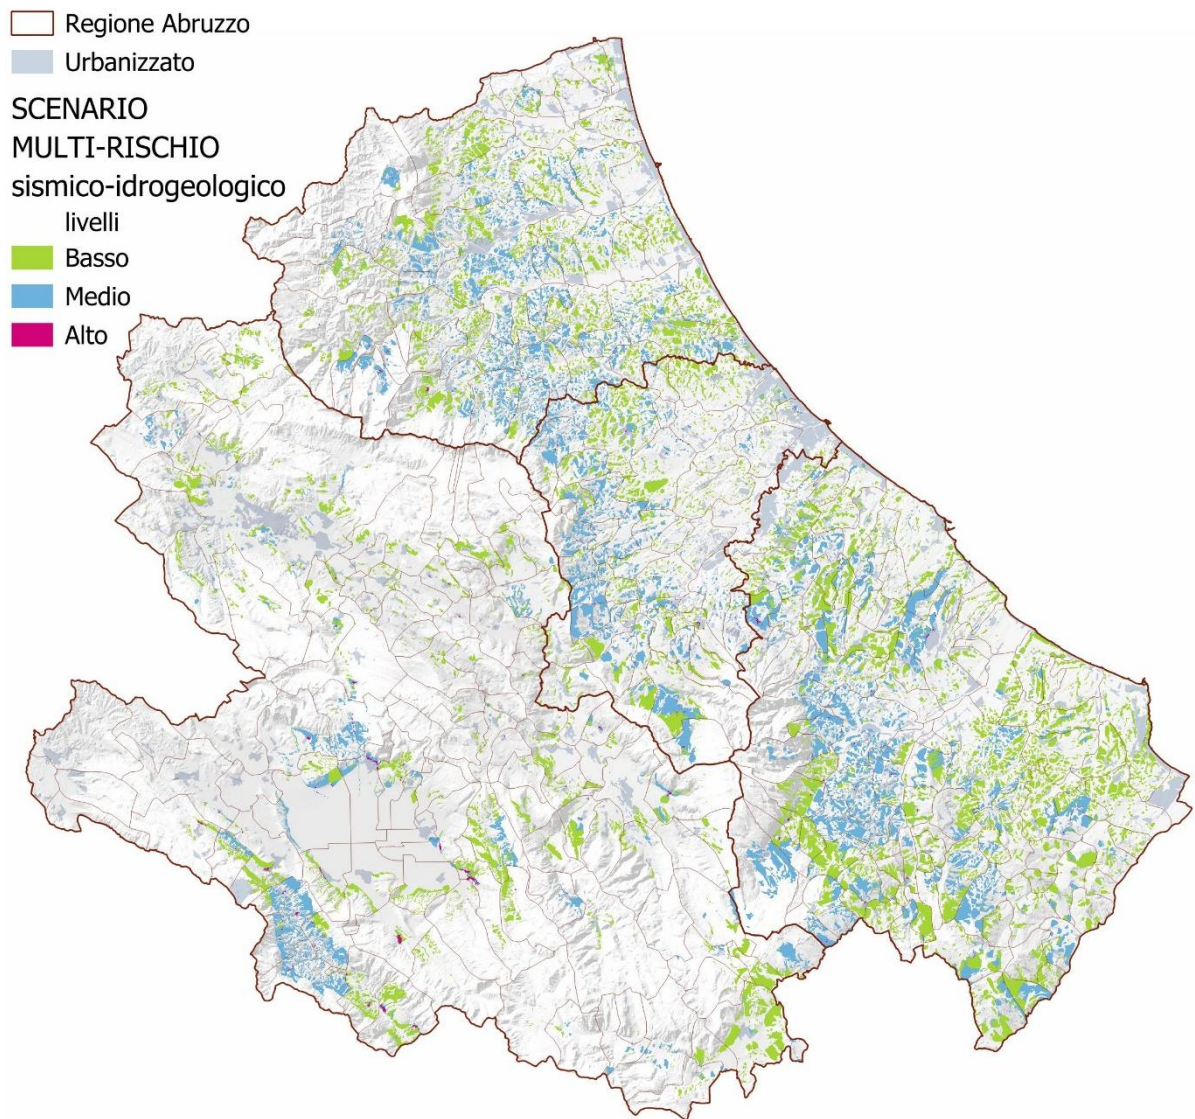 Regione Abruzzo
Urbanizzato
SCENARIO
MULTI-RISCHIO
sismico-idrogeologico
livelli
Basso
Medio
Alto